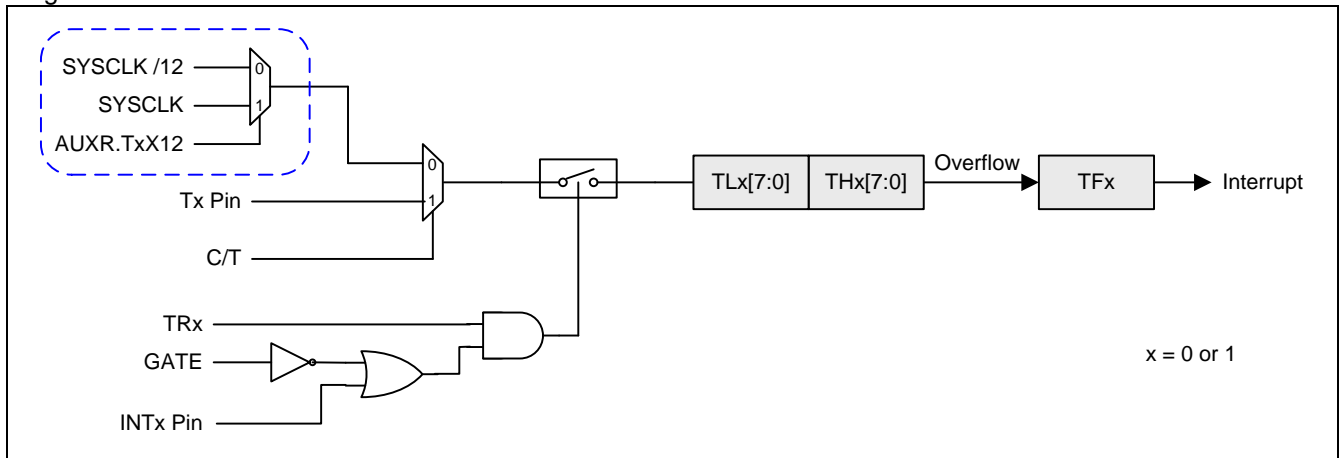 SYSCLK /12
0
SYSCLK
1
AUXR.TxX12
0
Tx Pin
1
C/T
TLx[7:0]
THx[7:0]
Overflow
TFx
Interrupt
TRx
GATE
INTx Pin
x = 0 or 1